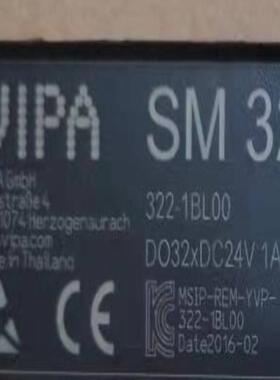 VIPA SM 32
A GmbH
straße 4
1074 Herzogenaurach
vipa.com
e in Thailand
322-1BL00
DO32xDC24V 1A
CE
MSIP-REM-YVP-
322-1BL00
Date2016-02